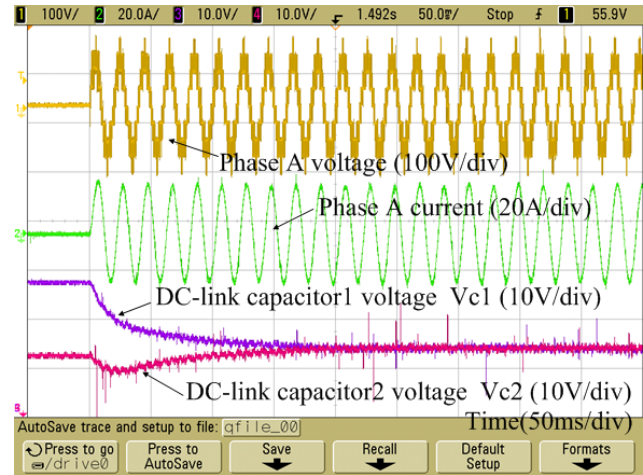 1 100V/ 2 20.0A/ 3 10.0V/ 4 10.0V/ 1.492s 50.0ms/ Stop 1 55.9V
T
1
Phase A voltage (100V/div)
Phase A current (20A/div)
2
DC-link capacitor1 voltage Vc1 (10V/div)
DC-link capacitor2 voltage Vc2 (10V/div)
Time(50ms/div)
AutoSave trace and setup to file: qfile_00
Press to go
/drive0
Press to
AutoSave
Save
Recall
Default
Setup
Formats